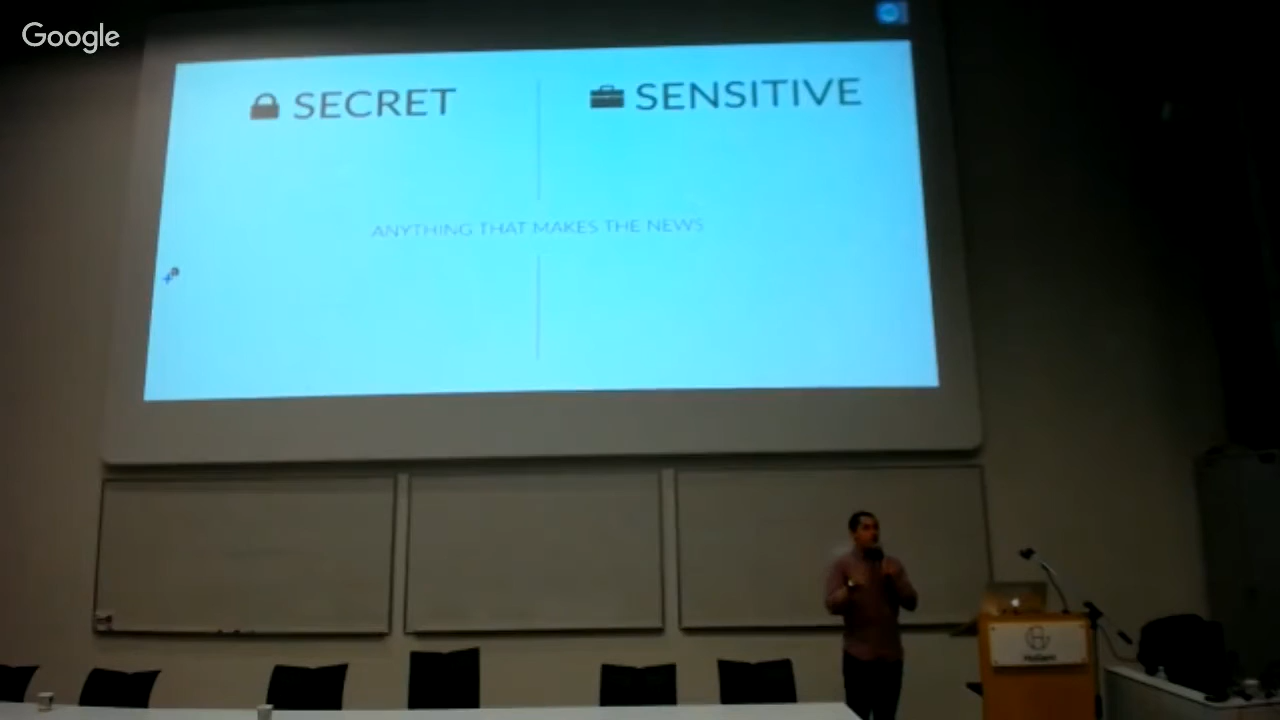 Google
SECRET
SENSITIVE
ANYTHING THAT MAKES THE NEWS